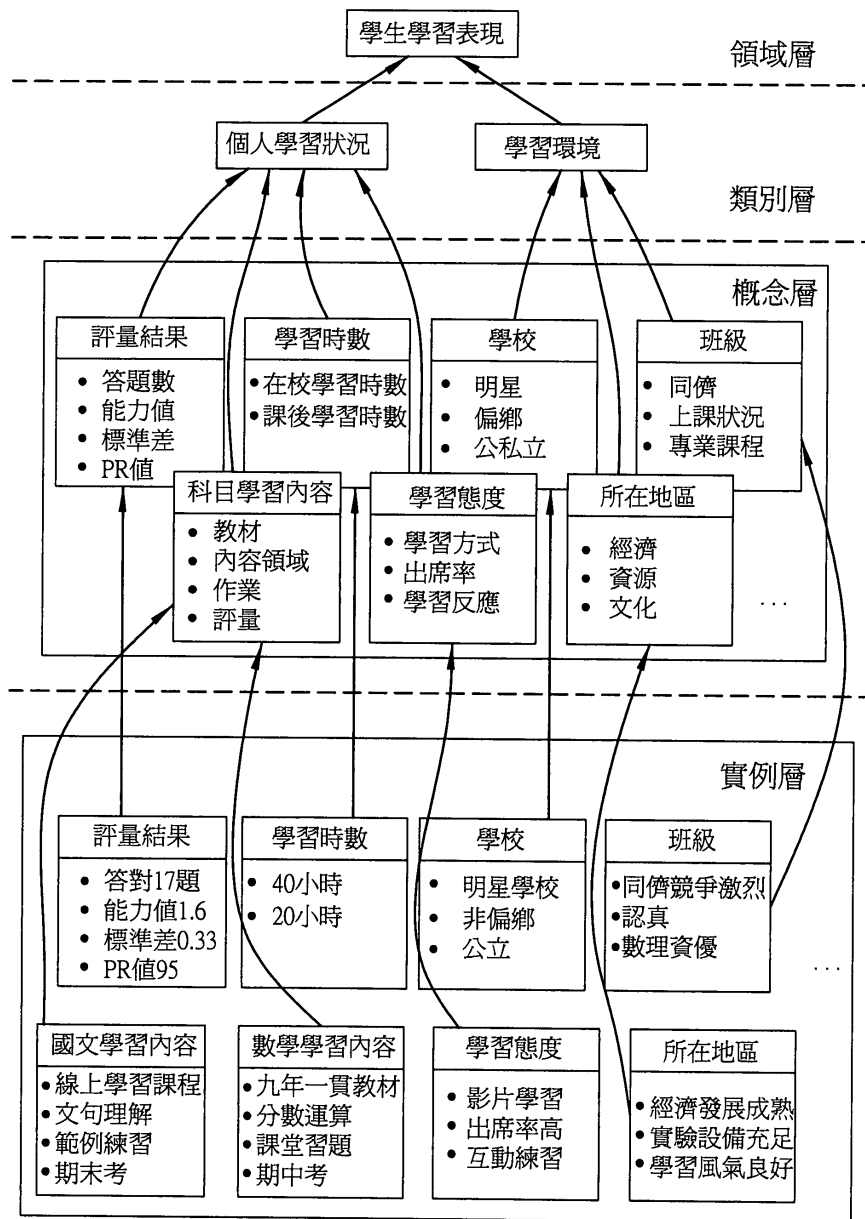 學生學習表現
領域層
個人學習狀況
學習環境
類別層
概念層
評量結果
• 答題數
• 能力值
• 標準差
• PR值
學習時數
•在校學習時數
•課後學習時數
學校
• 明星
• 偏鄉
• 公私立
班級
• 同儕
• 上課狀況
• 專業課程
科目學習內容
• 教材
• 內容領域
• 作業
• 評量
學習態度
• 學習方式
• 出席率
• 學習反應
所在地區
• 經濟
• 資源
• 文化
...
實例層
評量結果
• 答對17題
• 能力值1.6
• 標準差0.33
• PR值95
學習時數
• 40小時
• 20小時
學校
• 明星學校
• 非偏鄉
• 公立
班級
•同儕競爭激烈
•認真
•數理資優
...
國文學習內容
•線上學習課程
•文句理解
•範例練習
•期末考
數學學習內容
•九年一貫教材
•分數運算
•課堂習題
•期中考
學習態度
• 影片學習
• 出席率高
• 互動練習
所在地區
•經濟發展成熟
•實驗設備充足
•學習風氣良好